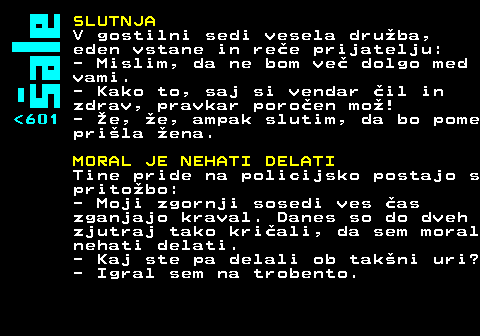 Šale
<601
SLUTNJA
V gostilni sedi vesela družba,
eden vstane in reče prijatelju:
- Mislim, da ne bom več dolgo med
vami.
- Kako to, saj si vendar čil in
zdrav, pravkar poročen mož!
- Že, že, ampak slutim, da bo pome
prišla žena.
MORAL JE NEHATI DELATI
Tine pride na policijsko postajo s
pritožbo:
- Moji zgornji sosedi ves čas
zganjajo kraval. Danes so do dveh
zjutraj tako kričali, da sem moral
nehati delati.
- Kaj ste pa delali ob takšni uri?
- Igral sem na trobento.